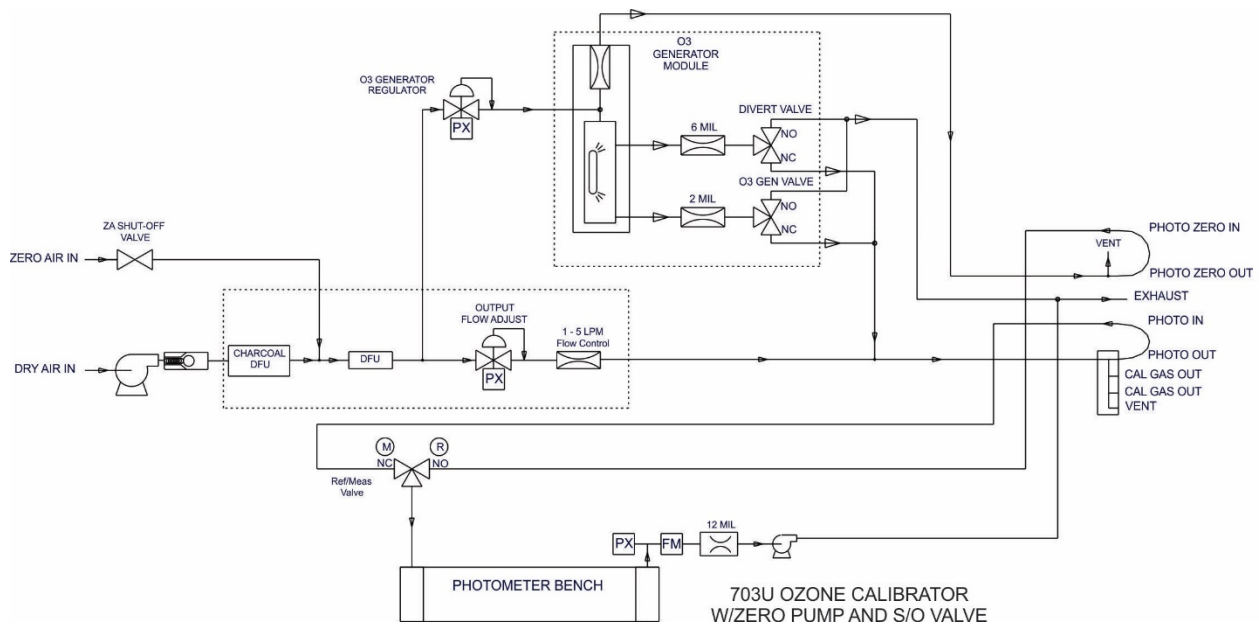 O3
GENERATOR
MODULE
O3 GENERATOR
REGULATOR
PX
DIVERT VALVE
6 MIL
NO
NC
O3 GEN VALVE
2 MIL
NO
NC
ZA SHUT-OFF
VALVE
ZERO AIR IN
PHOTO ZERO IN
VENT
PHOTO ZERO OUT
EXHAUST
OUTPUT
FLOW ADJUST
1 - 5 LPM
Flow Control
PHOTO IN
DRY AIR IN
CHARCOAL
DFU
DFU
PX
PHOTO OUT
CAL GAS OUT
CAL GAS OUT
VENT
M
R
NC
NO
Ref/Meas
Valve
12 MIL
PX
FM
PHOTOMETER BENCH
703U OZONE CALIBRATOR
W/ZERO PUMP AND S/O VALVE